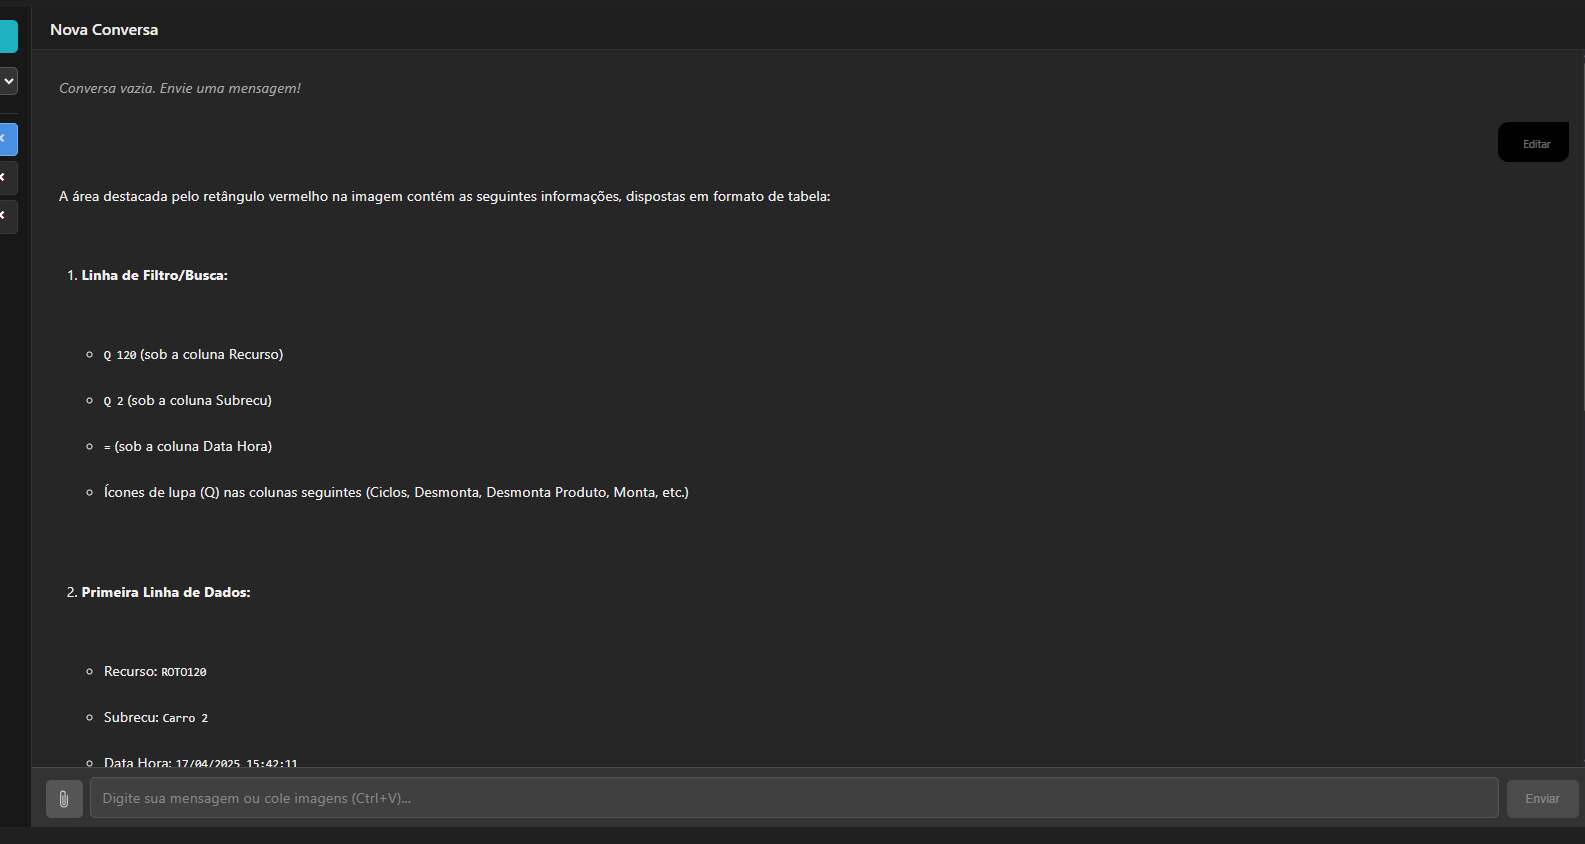 Nova Conversa
Conversa vazia. Envie uma mensagem!
Editar
A área destacada pelo retângulo vermelho na imagem contém as seguintes informações, dispostas em formato de tabela:
1. Linha de Filtro/Busca:
Q 120 (sob a coluna Recurso)
Q 2 (sob a coluna Subrecu)
= (sob a coluna Data Hora)
Ícones de lupa (Q) nas colunas seguintes (Ciclos, Desmonta, Desmonta Produto, Monta, etc.)
2. Primeira Linha de Dados:
Recurso: ROTO120
Subrecu: Carro 2
Data Hora: 17/04/2025 15:42:11
Digite sua mensagem ou cole imagens (Ctrl+V)...
Enviar